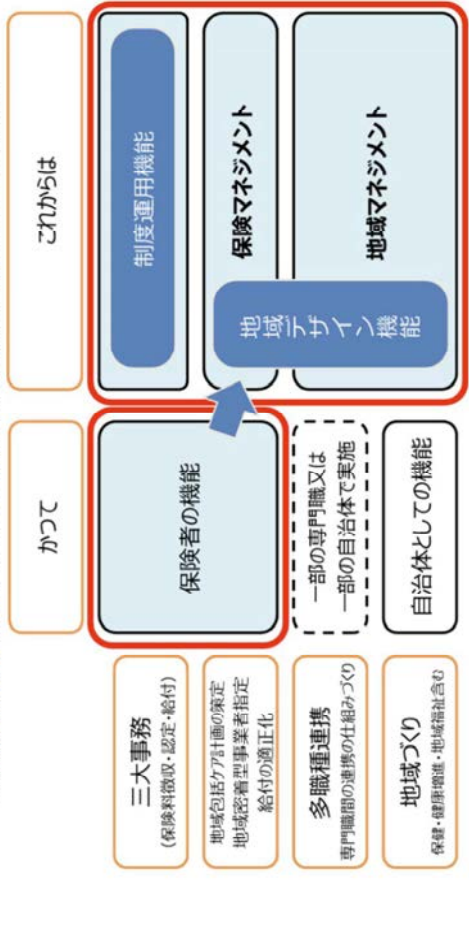 かつて
これからは
三大事務
(保険料徴収・認定・給付)
地域包括ケア計画の策定
地域密着型事業者指定
給付の適正化
多職種連携
専門職間の連携の仕組みづくり
地域づくり
保健・健康増進・地域福祉含む
保険者の機能
一部の専門職又は
一部の自治体で実施
自治体としての機能
制度運用機能
保険マネジメント
地域デザイン機能
地域マネジメント